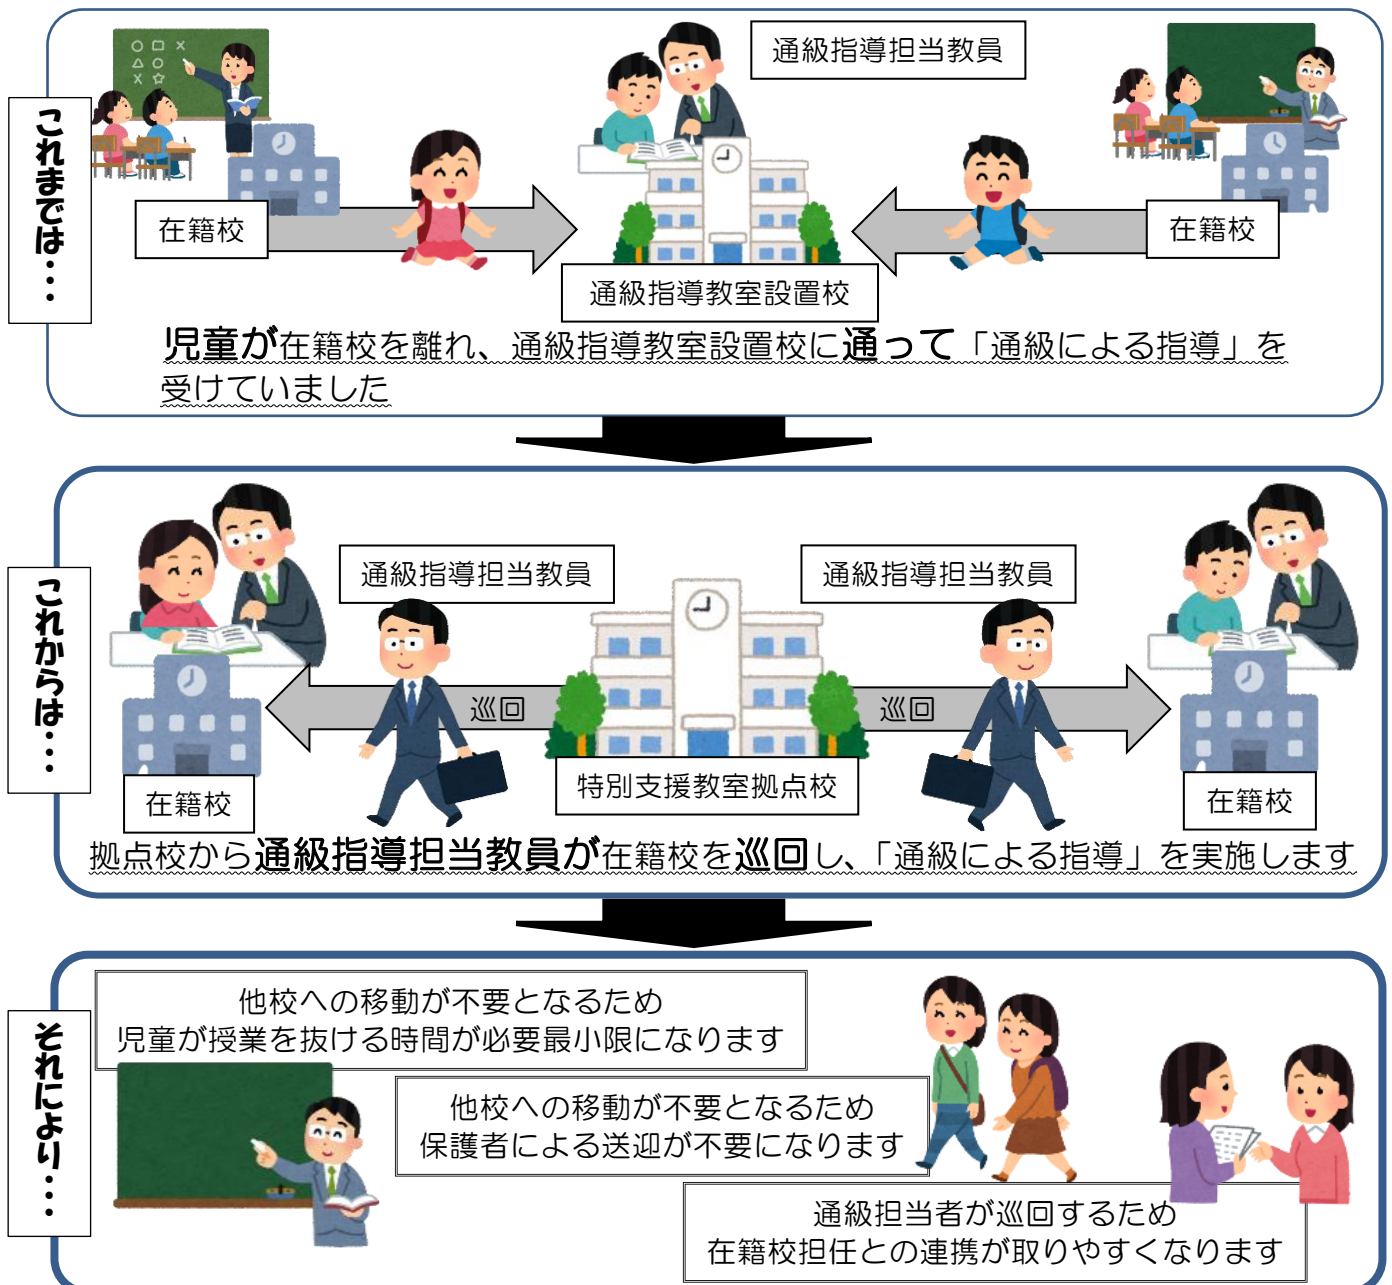 これまでは・・・
通級指導担当教員
在籍校
在籍校
通級指導教室設置校
児童が在籍校を離れ、通級指導教室設置校に通って「通級による指導」を
受けていました
これからは・・・
通級指導担当教員
通級指導担当教員
巡回
巡回
在籍校
特別支援教室拠点校
在籍校
拠点校から通級指導担当教員が在籍校を巡回し、「通級による指導」を実施します
それにより・・・
他校への移動が不要となるため
児童が授業を抜ける時間が必要最小限になります
他校への移動が不要となるため
保護者による送迎が不要になります
通級担当者が巡回するため
在籍校担任との連携が取りやすくなります